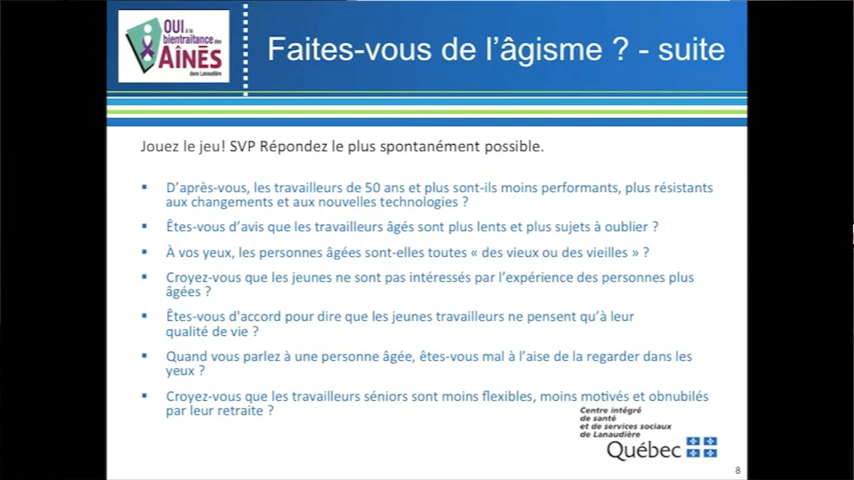 OUI à la
bientraitance des
AÎNÉS
dans Lanaudière
Faites-vous de l'âgisme ? - suite
Jouez le jeu! SVP Répondez le plus spontanément possible.
▪ D'après-vous, les travailleurs de 50 ans et plus sont-ils moins performants, plus résistants
aux changements et aux nouvelles technologies ?
▪ Êtes-vous d'avis que les travailleurs âgés sont plus lents et plus sujets à oublier ?
▪ À vos yeux, les personnes âgées sont-elles toutes « des vieux ou des vieilles » ?
▪ Croyez-vous que les jeunes ne sont pas intéressés par l'expérience des personnes plus
âgées ?
▪ Êtes-vous d'accord pour dire que les jeunes travailleurs ne pensent qu'à leur
qualité de vie ?
▪ Quand vous parlez à une personne âgée, êtes-vous mal à l'aise de la regarder dans les
yeux ?
▪ Croyez-vous que les travailleurs séniors sont moins flexibles, moins motivés et obnubilés
par leur retraite ?
Centre intégré
de santé
et de services sociaux
de Lanaudière
Québec
8